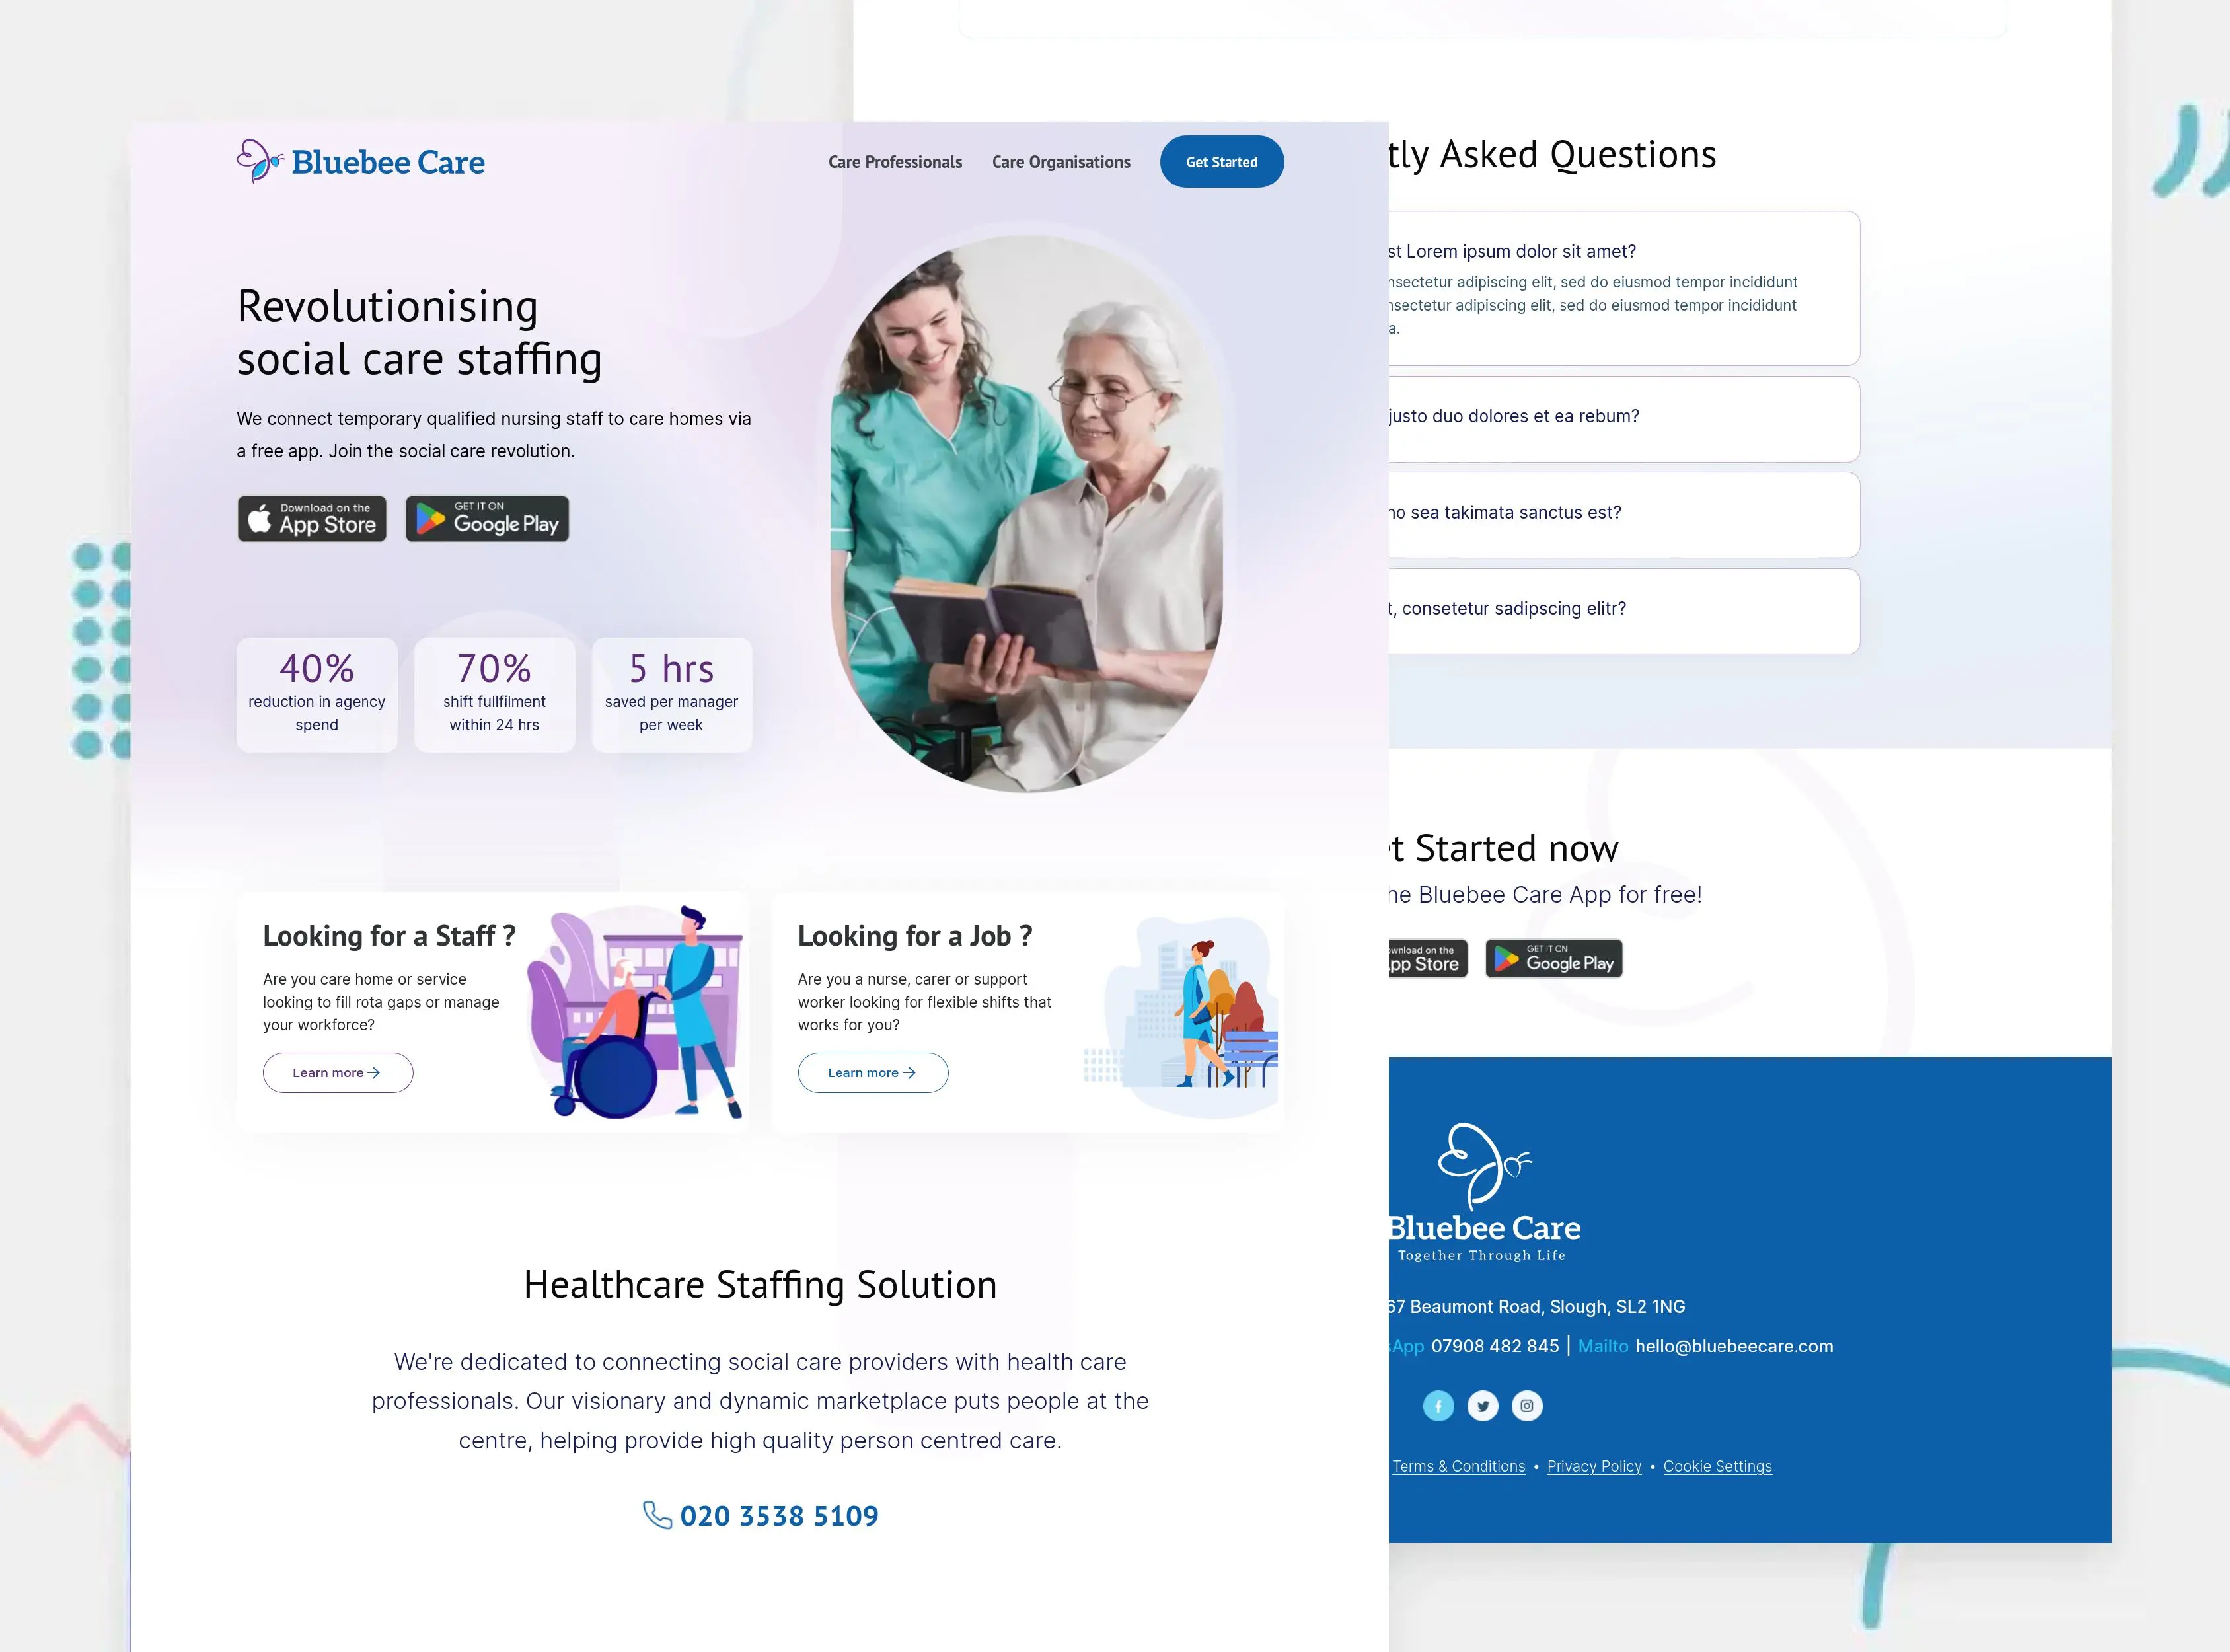 Bluebee Care
Care Professionals
Care Organisations
Get Started
Revolutionising
social care staffing
We connect temporary qualified nursing staff to care homes via
a free app. Join the social care revolution.
Download on the
App Store
GET IT ON
Google Play
40%
reduction in agency
spend
70%
shift fullfilment
within 24 hrs
5 hrs
saved per manager
per week
Looking for a Staff ?
Are you care home or service
looking to fill rota gaps or manage
your workforce?
Learn more
Looking for a Job ?
Are you a nurse, carer or support
worker looking for flexible shifts that
works for you?
Learn more
Healthcare Staffing Solution
We're dedicated to connecting social care providers with health care
professionals. Our visionary and dynamic marketplace puts people at the
centre, helping provide high quality person centred care.
020 3538 5109
tly Asked Questions
st Lorem ipsum dolor sit amet?
nsectetur adipiscing elit, sed do eiusmod tempor incididunt
nsectetur adipiscing elit, sed do eiusmod tempor incididunt
a.
justo duo dolores et ea rebum?
no sea takimata sanctus est?
t, consetetur sadipscing elitr?
t Started now
he Bluebee Care App for free!
wnload on the
pp Store
GET IT ON
Google Play
Bluebee Care
Together Through Life
67 Beaumont Road, Slough, SL2 1NG
sApp 07908 482 845 | Mailto hello@bluebeecare.com
Terms & Conditions • Privacy Policy • Cookie Settings